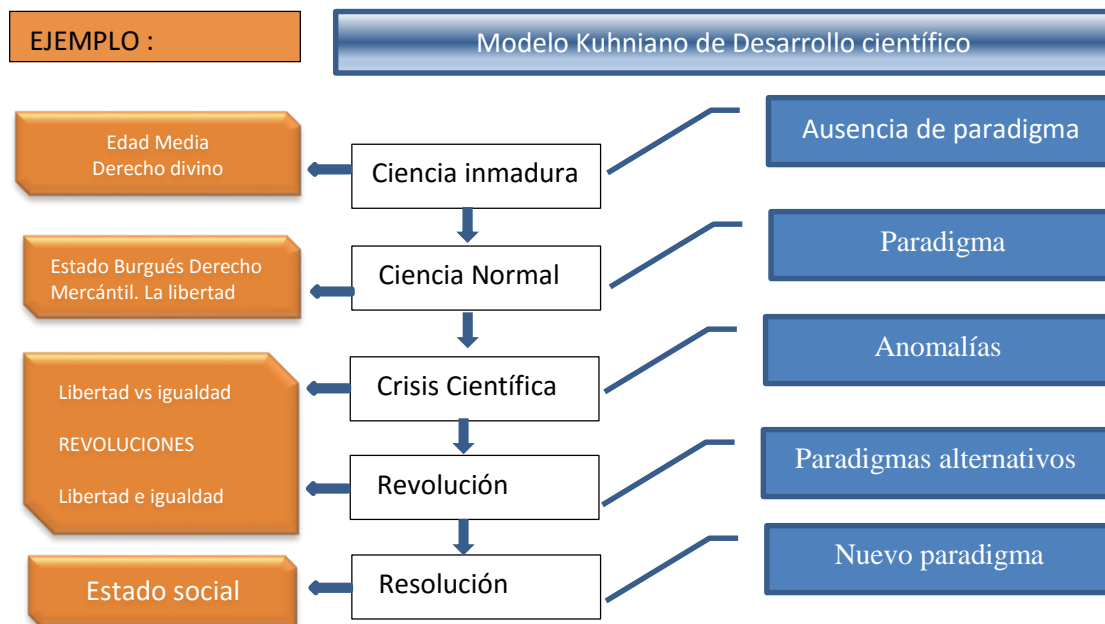 EJEMPLO :
Modelo Kuhniano de Desarrollo científico
Edad Media
Derecho divino
Ciencia inmadura
Ausencia de paradigma
Estado Burgués Derecho
Mercántil. La libertad
Ciencia Normal
Paradigma
Libertad vs igualdad
REVOLUCIONES
Libertad e igualdad
Crisis Científica
Anomalías
Revolución
Paradigmas alternativos
Estado social
Resolución
Nuevo paradigma